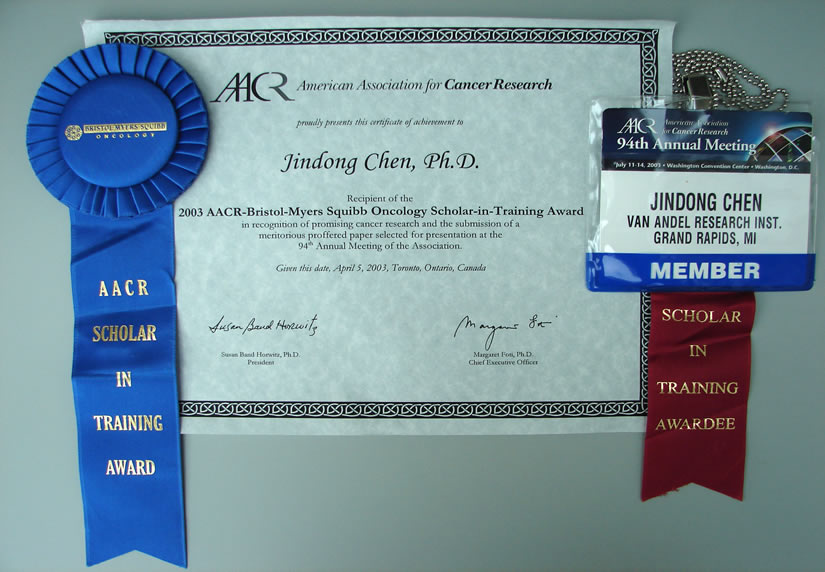 AACR American Association for Cancer Research
proudly presents this certificate of achievement to
Jindong Chen, Ph.D.
Recipient of the
2003 AACR-Bristol-Myers Squibb Oncology Scholar-in-Training Award
in recognition of promising cancer research and the submission of a
meritorious proffered paper selected for presentation at the
94th Annual Meeting of the Association.
Given this date, April 5, 2003, Toronto, Ontario, Canada
Susan Band Horwitz
Susan Band Horwitz, Ph.D.
President
Margaret Foti
Margaret Foti, Ph.D.
Chief Executive Officer
BRISTOL-MYERS SQUIBB
ONCOLOGY
AACR
SCHOLAR
IN
TRAINING
AWARD
AACR American Association
for Cancer Research
94th Annual Meeting
July 11-14, 2003 • Washington Convention Center • Washington, D.C.
JINDONG CHEN
VAN ANDEL RESEARCH INST.
GRAND RAPIDS, MI
MEMBER
SCHOLAR
IN
TRAINING
AWARDEE